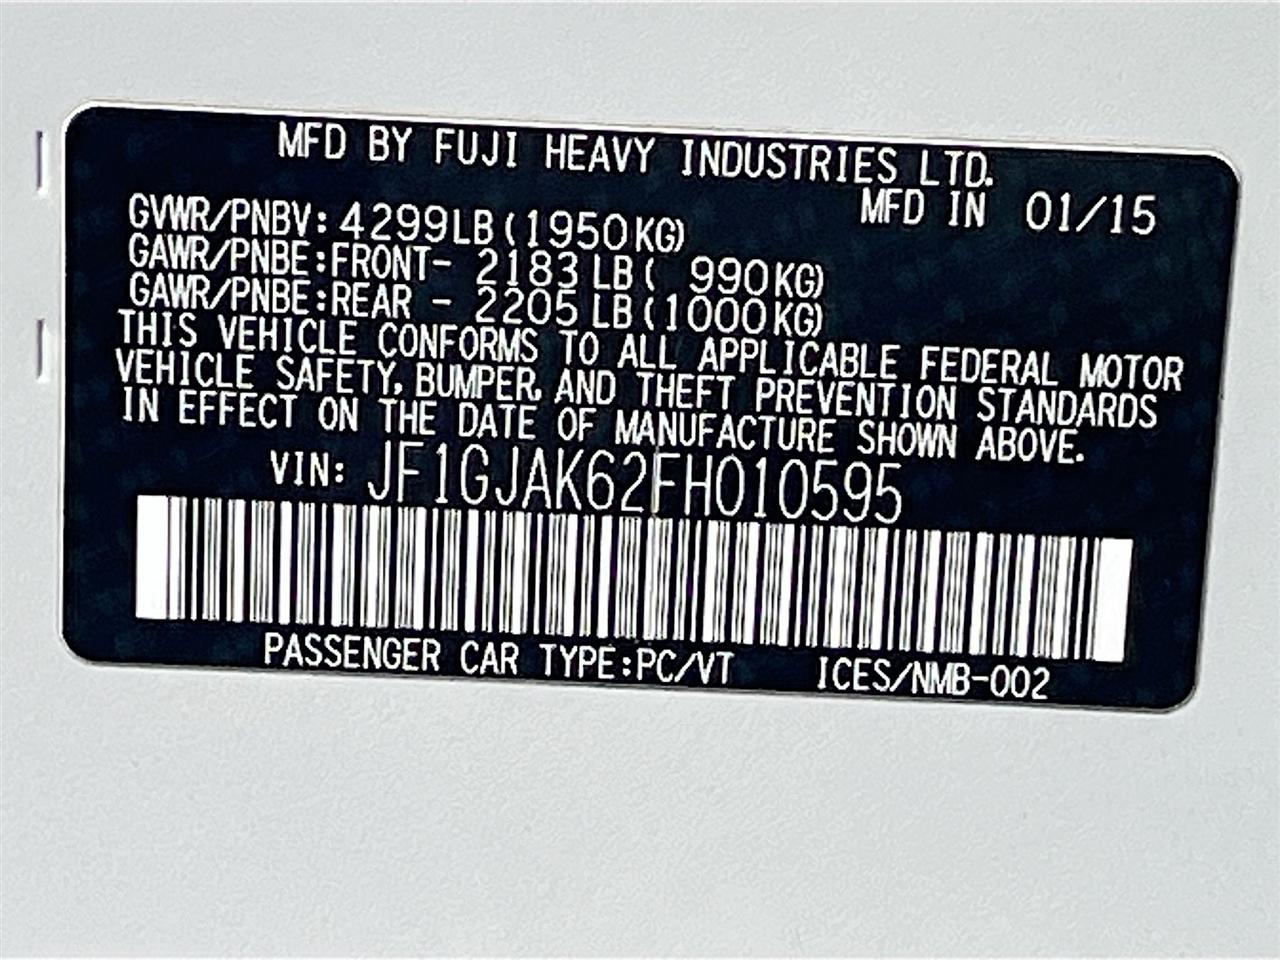 MFD BY FUJI HEAVY INDUSTRIES LTD.
MFD IN 01/15
GVWR/PNBV: 4299LB (1950KG)
GAWR/PNBE:FRONT- 2183 LB( 990KG)
GAWR/PNBE:REAR - 2205 LB(1000KG)
THIS VEHICLE CONFORMS TO ALL APPLICABLE FEDERAL MOTOR
VEHICLE SAFETY, BUMPER, AND THEFT PREVENTION STANDARDS
IN EFFECT ON THE DATE OF MANUFACTURE SHOWN ABOVE.
VIN: JF1GJAK62FH010595
PASSENGER CAR TYPE:PC/VT ICES/NMB-002